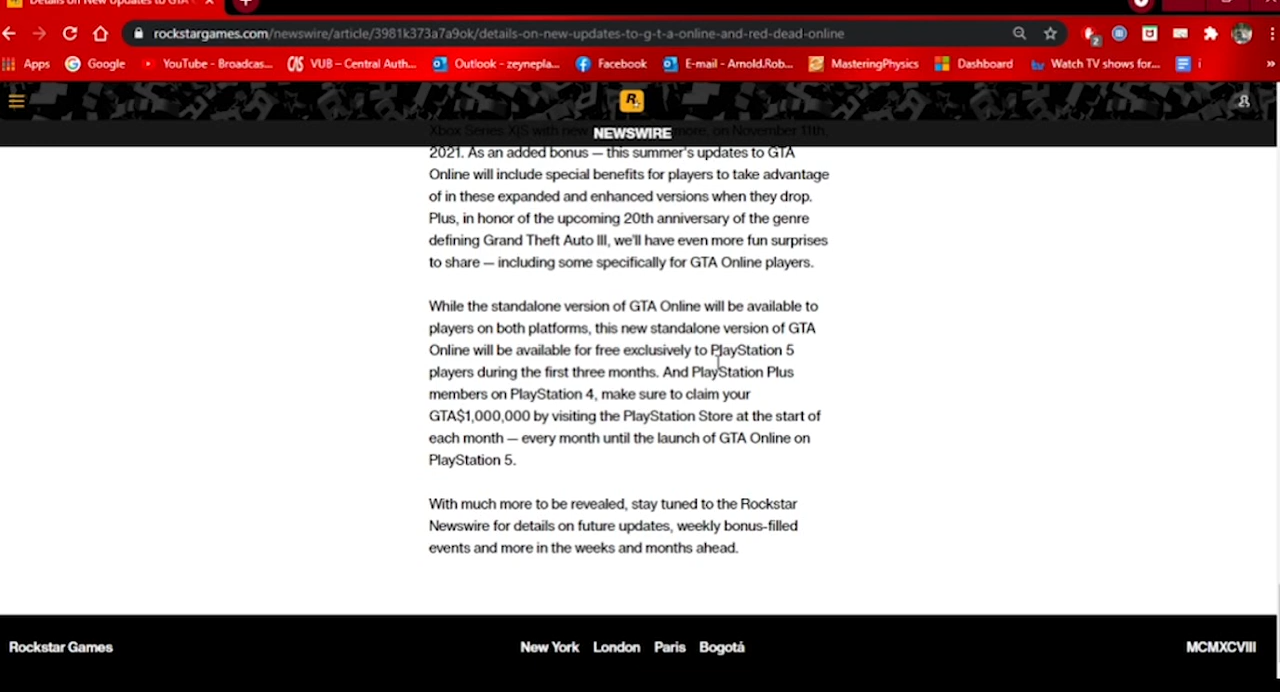 Details on New Updates to GTA
rockstargames.com/newswire/article/3981k373a7a9ok/details-on-new-updates-to-g-t-a-online-and-red-dead-online
2
Apps Google YouTube - Broadcas... VUB – Central Auth... Outlook – zeynepla... Facebook E-mail – Arnold.Rob... MasteringPhysics Dashboard Watch TV shows for... i »
Xbox Series X|S with new more, on November 11th,
NEWSWIRE
2021. As an added bonus — this summer's updates to GTA
Online will include special benefits for players to take advantage
of in these expanded and enhanced versions when they drop.
Plus, in honor of the upcoming 20th anniversary of the genre
defining Grand Theft Auto III, we'll have even more fun surprises
to share — including some specifically for GTA Online players.
While the standalone version of GTA Online will be available to
players on both platforms, this new standalone version of GTA
Online will be available for free exclusively to PlayStation 5
players during the first three months. And PlayStation Plus
members on PlayStation 4, make sure to claim your
GTA$1,000,000 by visiting the PlayStation Store at the start of
each month — every month until the launch of GTA Online on
PlayStation 5.
With much more to be revealed, stay tuned to the Rockstar
Newswire for details on future updates, weekly bonus-filled
events and more in the weeks and months ahead.
Rockstar Games New York London Paris Bogotá MCMXCVIII